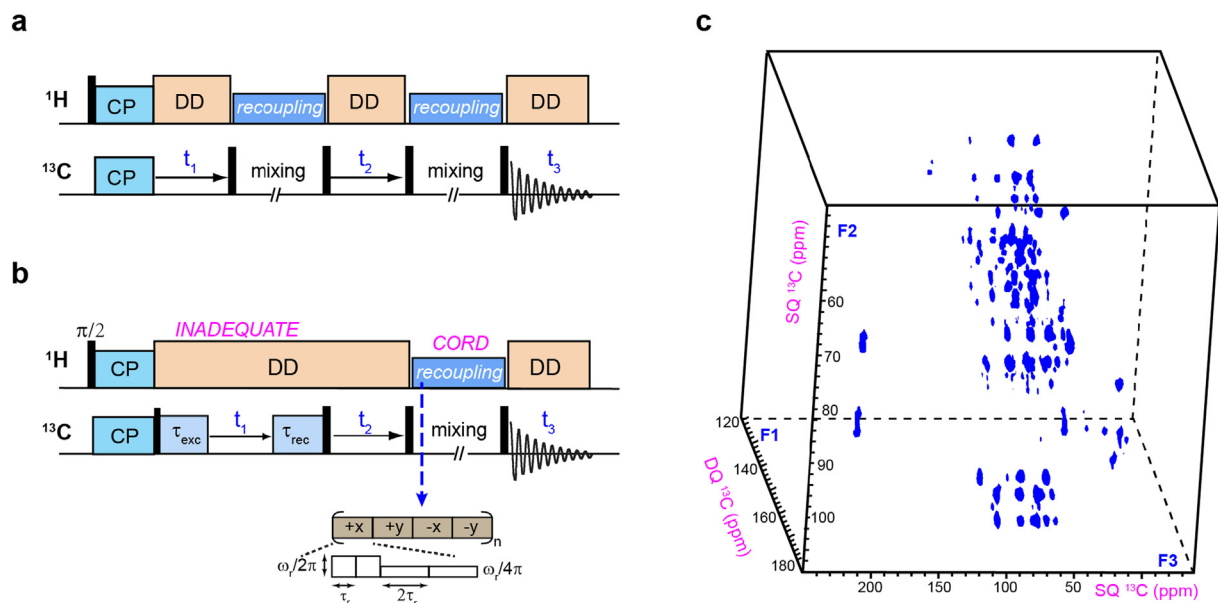 a
¹H
CP
DD
recoupling
DD
recoupling
DD
¹³C
CP
t₁
mixing
t₂
mixing
t₃
b
π/2
INADEQUATE
CORD
¹H
CP
DD
recoupling
DD
¹³C
CP
τexc
t₁
τrec
t₂
mixing
t₃
+x +y -x -y
n
ωr/2π
ωr/4π
τr
2τr
c
F2
SQ ¹³C (ppm)
60
70
80
90
100
F1
DQ ¹³C (ppm)
120
140
160
180
F3
200 150 100 50
SQ ¹³C (ppm)